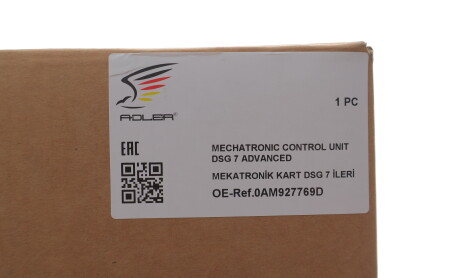 ADLER
1 PC
EAC
MECHATRONIC CONTROL UNIT
DSG 7 ADVANCED
MEKATRONİK KART DSG 7 İLERİ
OE-Ref.0AM927769D